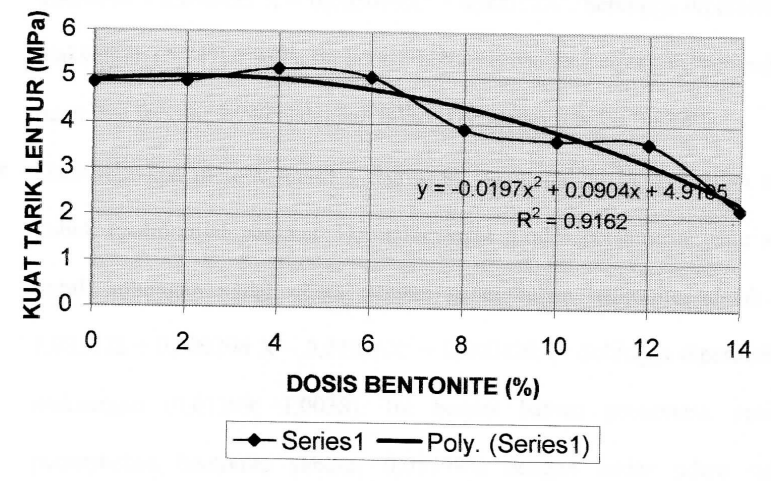 KUAT TARIK LENTUR (MPa)
6
5
4
3
2
1
0
y = -0.0197x² + 0.0904x + 4.9105
R² = 0.9162
0 2 4 6 8 10 12 14
DOSIS BENTONITE (%)
Series1 Poly. (Series1)